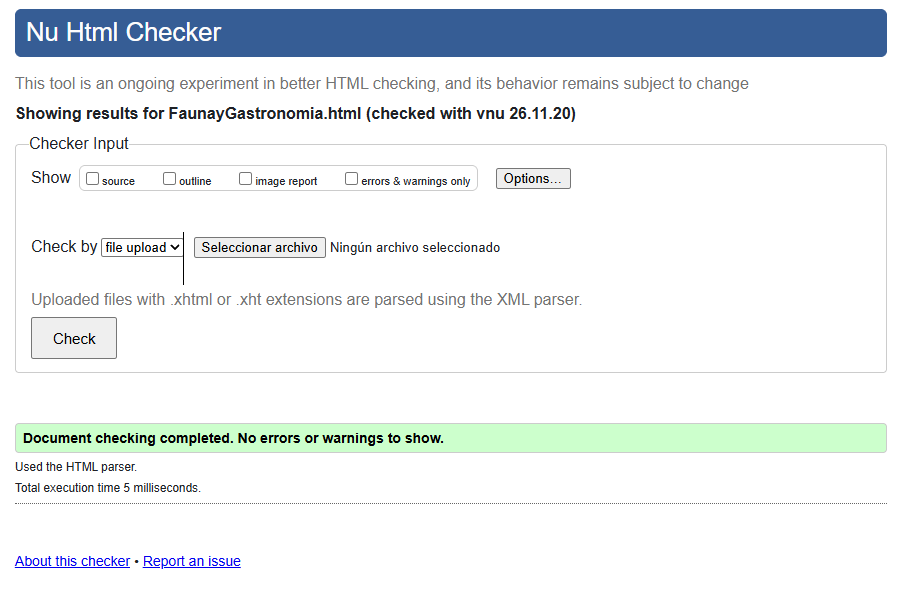 Nu Html Checker
This tool is an ongoing experiment in better HTML checking, and its behavior remains subject to change
Showing results for FaunayGastronomia.html (checked with vnu 26.11.20)
Checker Input
Show source outline image report errors & warnings only Options...
Check by file upload Seleccionar archivo Ningún archivo seleccionado
Uploaded files with .xhtml or .xht extensions are parsed using the XML parser.
Check
Document checking completed. No errors or warnings to show.
Used the HTML parser.
Total execution time 5 milliseconds.
About this checker • Report an issue